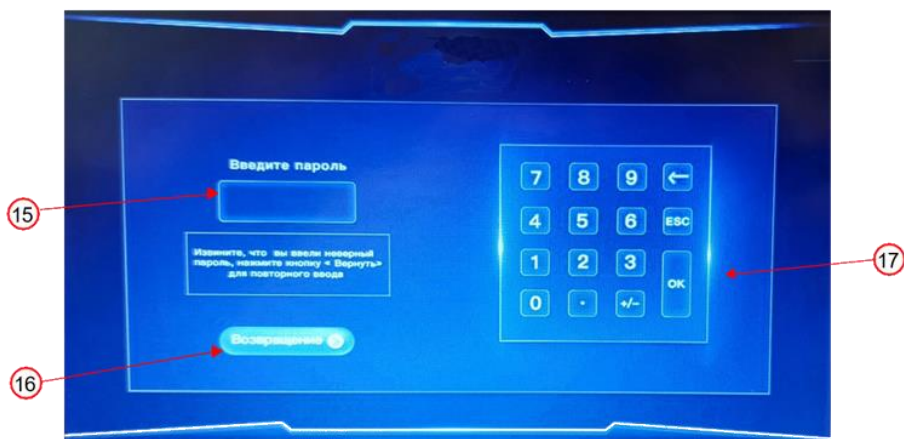 Введите пароль
15
Извините, что вы ввели неверный
пароль, нажмите кнопку < Вернуть>
для повторного ввода
Возвращение
16
7 8 9 ←
4 5 6 ESC
1 2 3 OK
0 . +/-
17